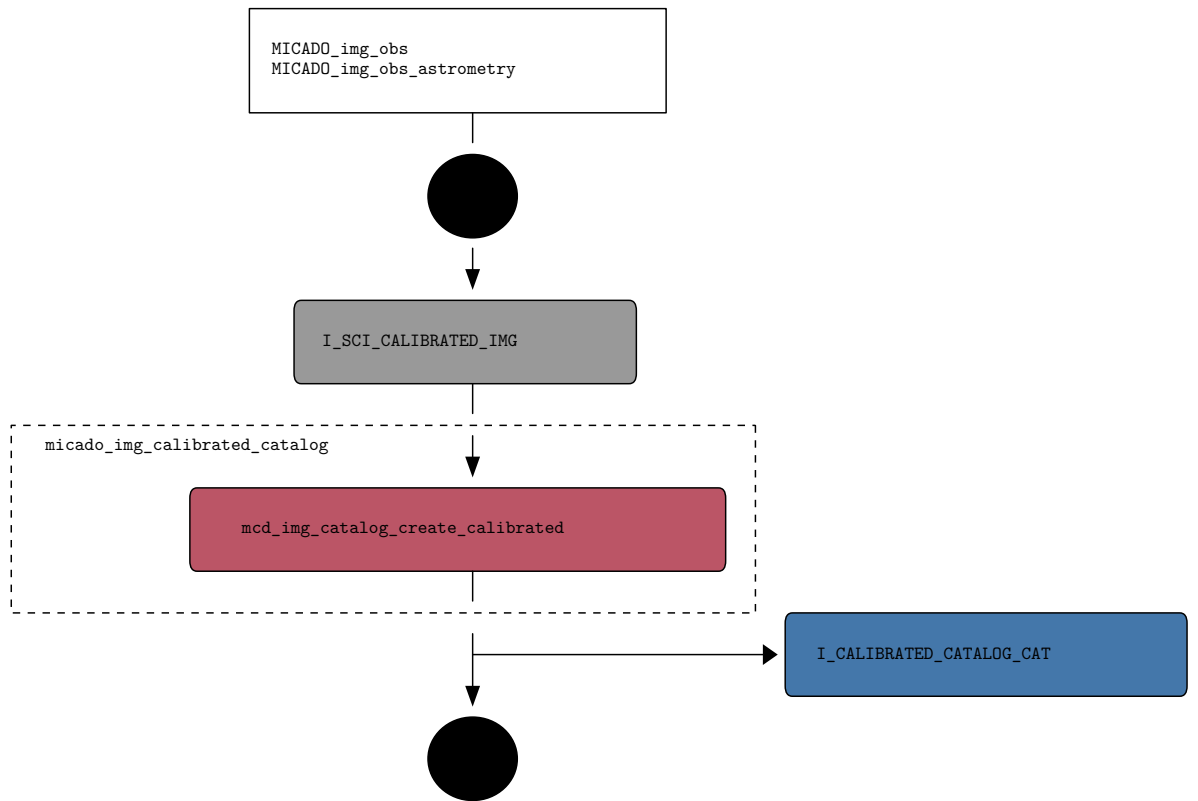 MICADO_img_obs
MICADO_img_obs_astrometry
I_SCI_CALIBRATED_IMG
micado_img_calibrated_catalog
mcd_img_catalog_create_calibrated
I_CALIBRATED_CATALOG_CAT